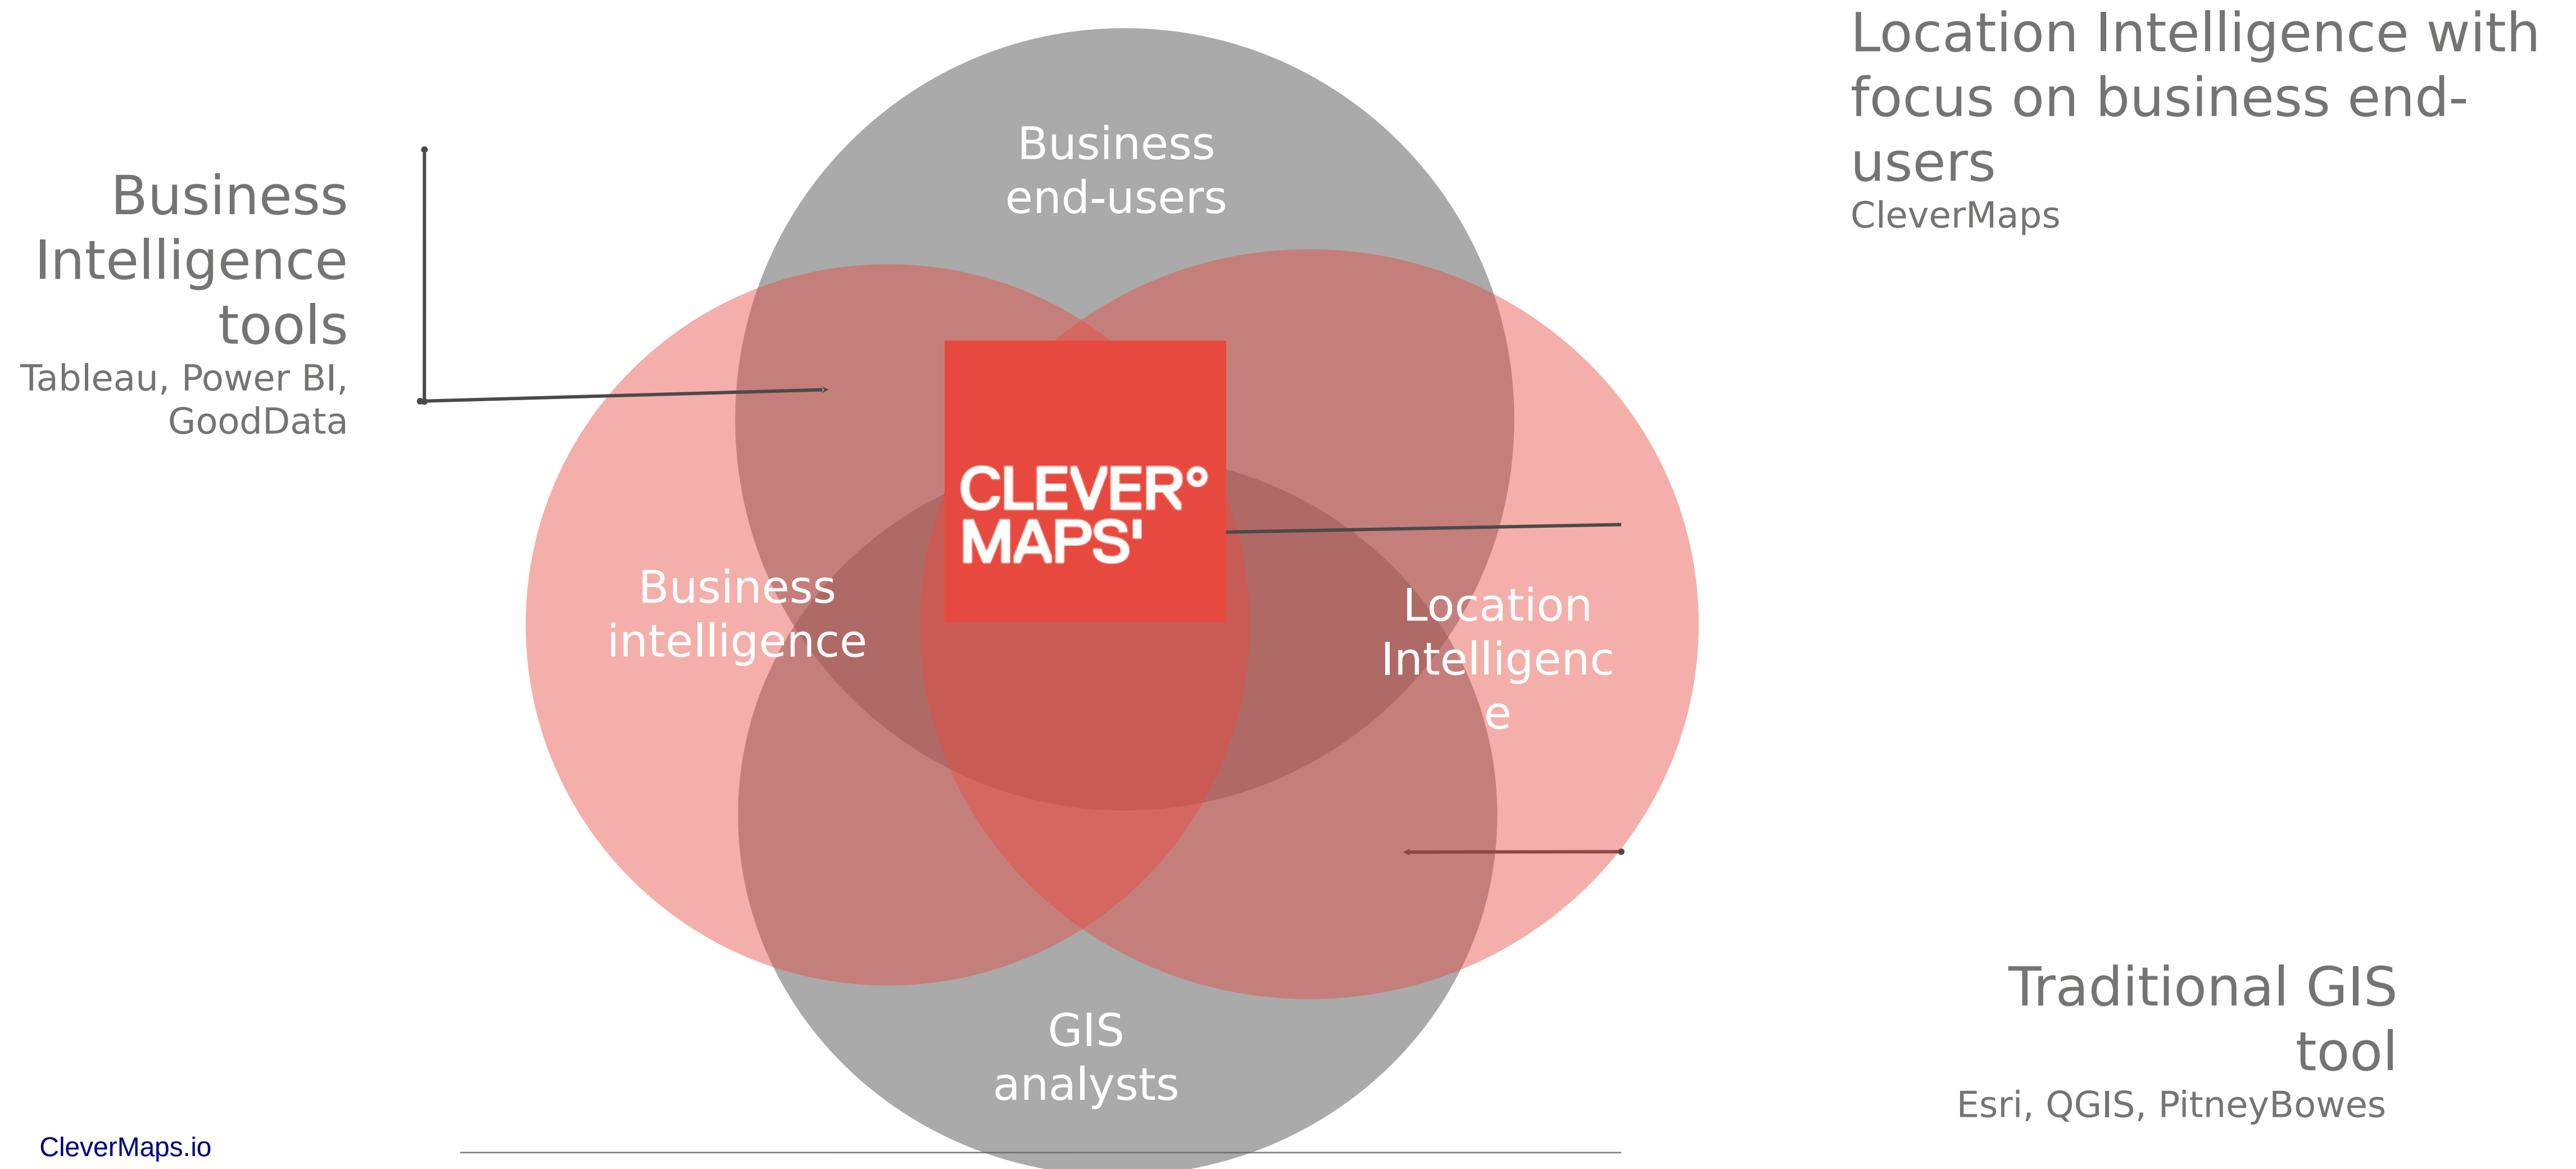 Location Intelligence with
focus on business end-
users
CleverMaps
Business
end-users
Business
Intelligence
tools
Tableau, Power BI,
GoodData
CLEVER°
MAPS'
Business
intelligence
Location
Intelligenc
e
Traditional GIS
tool
Esri, QGIS, PitneyBowes
GIS
analysts
CleverMaps.io